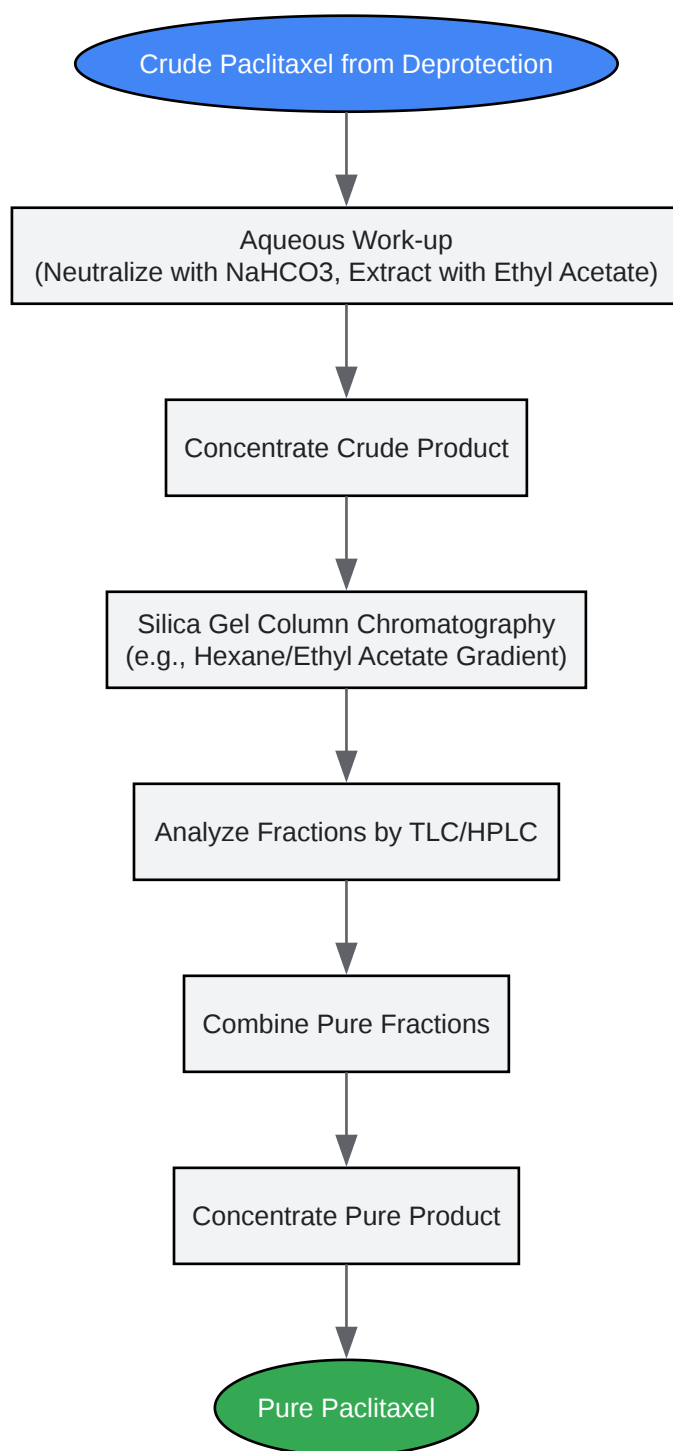 Crude Paclitaxel from Deprotection
Aqueous Work-up
(Neutralize with NaHCO3, Extract with Ethyl Acetate)
Concentrate Crude Product
Silica Gel Column Chromatography
(e.g., Hexane/Ethyl Acetate Gradient)
Analyze Fractions by TLC/HPLC
Combine Pure Fractions
Concentrate Pure Product
Pure Paclitaxel